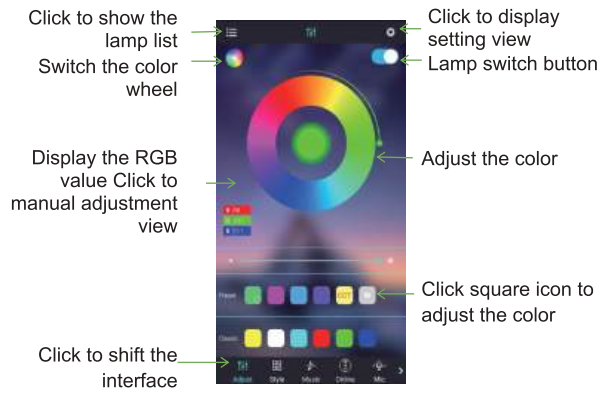 Click to show the
lamp list
Switch the color
wheel
Display the RGB
value Click to
manual adjustment
view
Click to shift the
interface
Click to display
setting view
Lamp switch button
Adjust the color
Click square icon to
adjust the color
Classic
Adjust
Style
Music
Mic